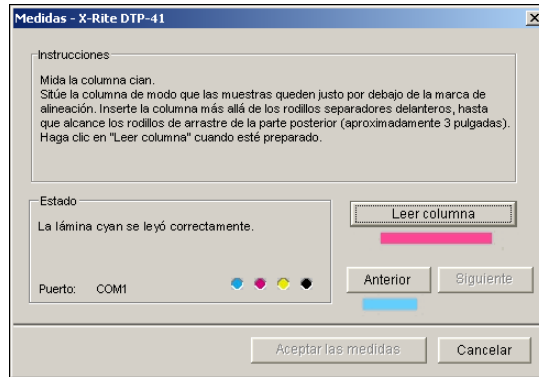 Medidas - X-Rite DTP-41
Instrucciones
Mida la columna cian.
Sitúe la columna de modo que las muestras queden justo por debajo de la marca de
alineación. Inserte la columna más allá de los rodillos separadores delanteros, hasta
que alcance los rodillos de arrastre de la parte posterior (aproximadamente 3 pulgadas).
Haga clic en "Leer columna" cuando esté preparado.
Estado
La lámina cyan se leyó correctamente.
Puerto: COM1
Leer columna
Anterior
Siguiente
Aceptar las medidas
Cancelar